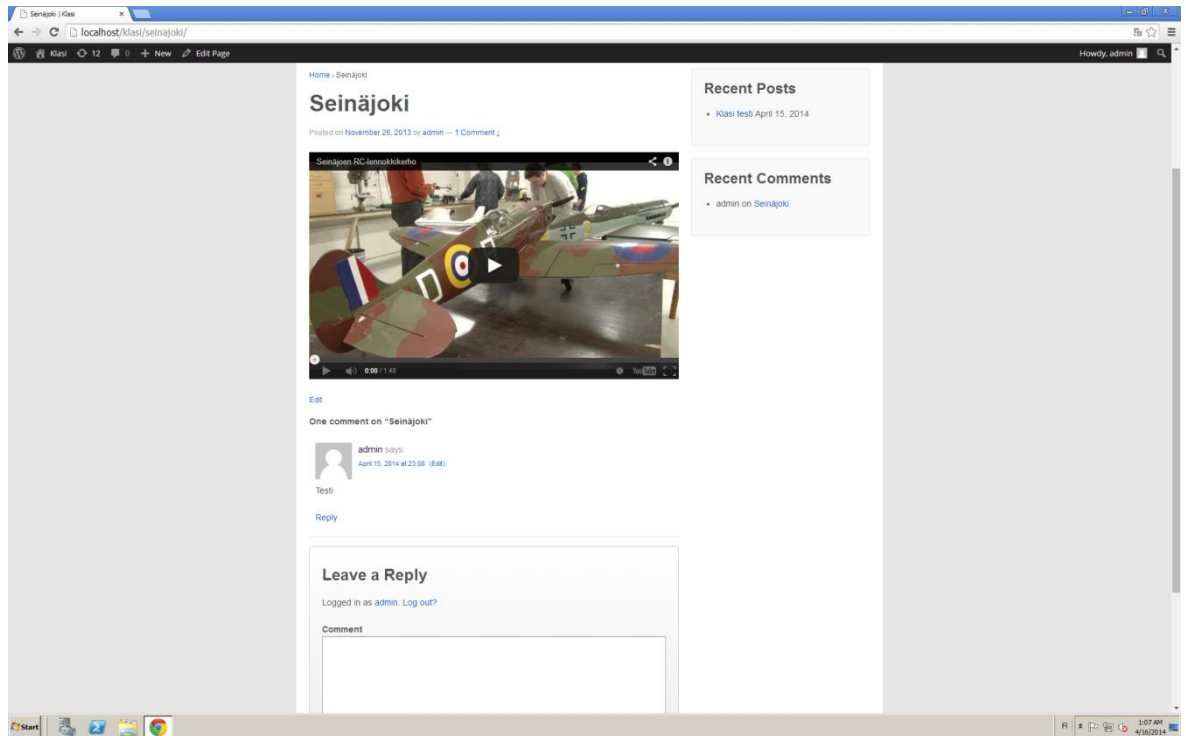 Seinäjoki | Klasi
localhost/klasi/seinajoki/
Klasi 12 0 + New Edit Page
Howdy, admin
Home › Seinäjoki
Seinäjoki
Posted on November 26, 2013 by admin — 1 Comment ↓
Seinäjoen RC-lennokkikerho
D
0:00 / 1:48
YouTube
Edit
One comment on “Seinäjoki”
admin says:
April 15, 2014 at 23:08 (Edit)
Testi
Reply
Leave a Reply
Logged in as admin. Log out?
Comment
Recent Posts
Klasi testi April 15, 2014
Recent Comments
admin on Seinäjoki
Start
FI
1:07 AM
4/16/2014